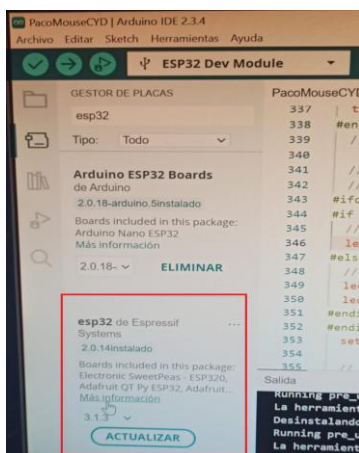 PacoMouseCYD | Arduino IDE 2.3.4
Archivo Editar Sketch Herramientas Ayuda
ESP32 Dev Module
GESTOR DE PLACAS
esp32
Tipo: Todo
Arduino ESP32 Boards
de Arduino
2.0.18-arduino.5instalado
Boards included in this package:
Arduino Nano ESP32
Más información
2.0.18- ELIMINAR
esp32 de Espressif
Systems
...
2.0.14instalado
Boards included in this package:
Electronic SweetPeas - ESP320,
Adafruit QT Py ESP32, Adafruit...
Más información
3.1.3
ACTUALIZAR
PacoMouseCYD
337 t
338 #en
339 /
340
341 //
342 //
343 #ifd
344 #if
345 //
346 le
347 #els
348 //
349 led
350 led
351 #endi
352 #endi
353 set
354
355 //
Salida
Running pre_u
La herramient
Desinstalando
Running pre_u
La herramient